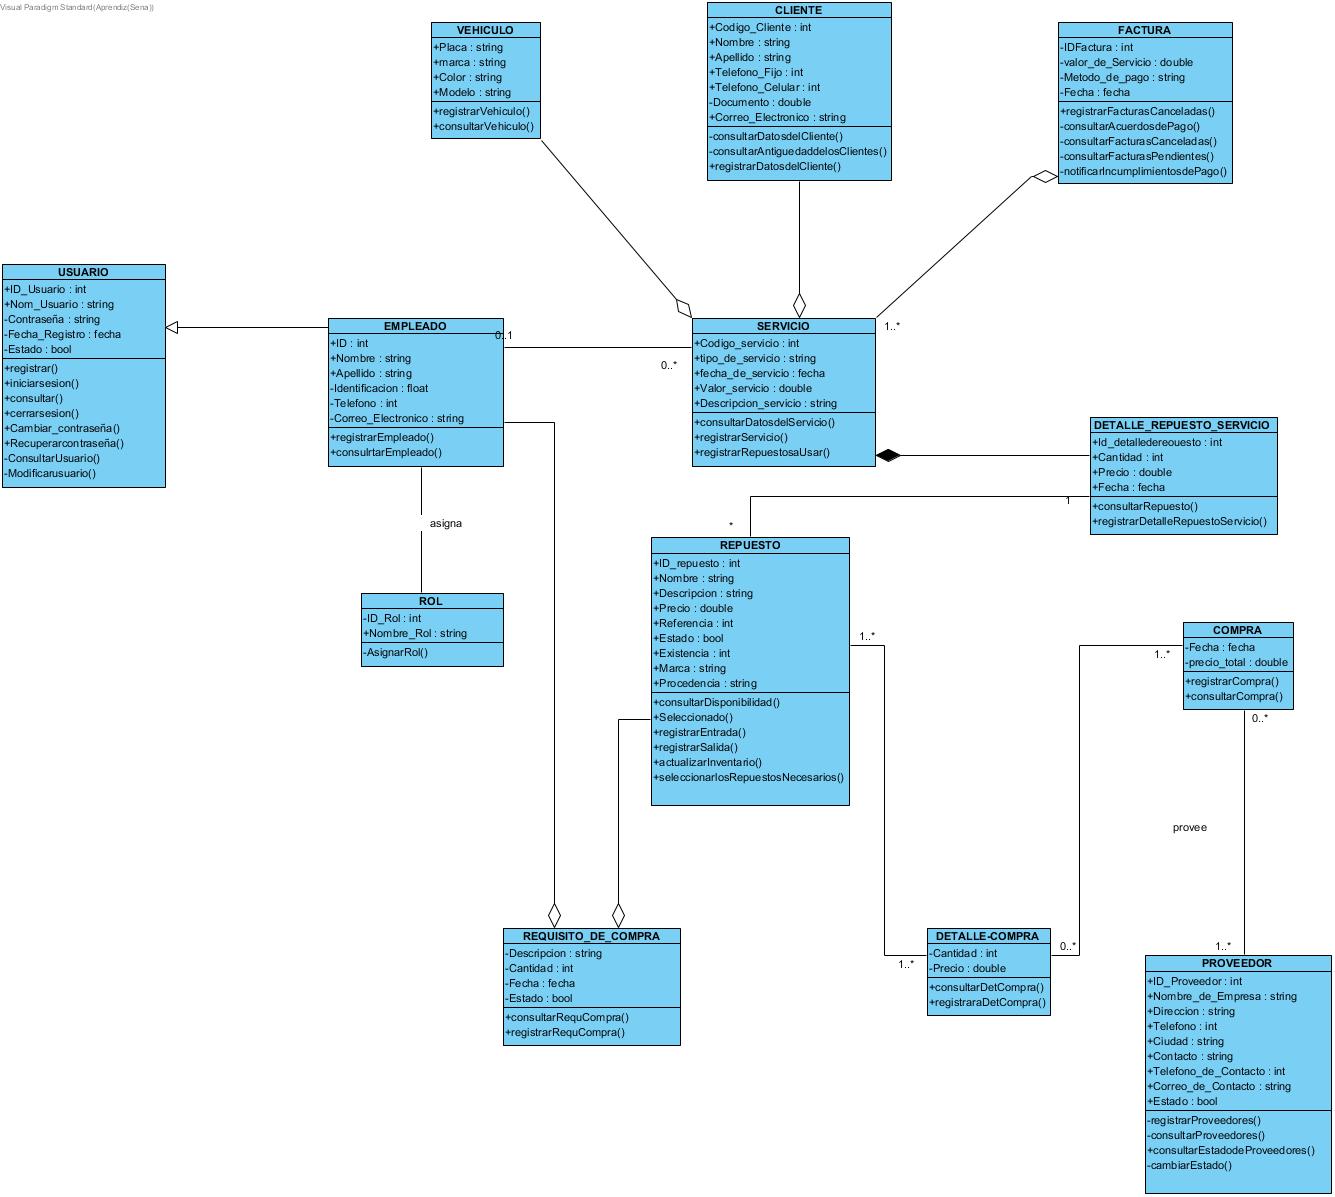 Visual Paradigm Standard(Aprendiz(Sena))
VEHICULO
+Placa : string
+marca : string
+Color : string
+Modelo : string
+registrarVehiculo()
+consultarVehiculo()
CLIENTE
+Codigo_Cliente : int
+Nombre : string
+Apellido : string
+Telefono_Fijo : int
+Telefono_Celular : int
-Documento : double
+Correo_Electronico : string
-consultarDatosdelCliente()
-consultarAntiguedaddelosClientes()
+registrarDatosdelCliente()
FACTURA
-IDFactura : int
-valor_de_Servicio : double
-Metodo_de_pago : string
-Fecha : fecha
+registrarFacturasCanceladas()
-consultarAcuerdosdePago()
-consultarFacturasCanceladas()
-consultarFacturasPendientes()
-notificarIncumplimientosdePago()
USUARIO
+ID_Usuario : int
+Nom_Usuario : string
-Contraseña : string
-Fecha_Registro : fecha
-Estado : bool
+registrar()
+iniciarsesion()
+consultar()
+cerrarsesion()
+Cambiar_contraseña()
+Recuperarcontraseña()
-ConsultarUsuario()
-Modificarusuario()
EMPLEADO
+ID : int
+Nombre : string
+Apellido : string
-Identificacion : float
-Telefono : int
-Correo_Electronico : string
+registrarEmpleado()
+consulrtarEmpleado()
0..1
0..*
SERVICIO
+Codigo_servicio : int
+tipo_de_servicio : string
+fecha_de_servicio : fecha
+Valor_servicio : double
+Descripcion_servicio : string
+consultarDatosdelServicio()
+registrarServicio()
+registrarRepuestosaUsar()
1..*
DETALLE_REPUESTO_SERVICIO
+Id_detalledereouesto : int
+Cantidad : int
+Precio : double
+Fecha : fecha
+consultarRepuesto()
+registrarDetalleRepuestoServicio()
1
*
asigna
ROL
-ID_Rol : int
+Nombre_Rol : string
-AsignarRol()
REPUESTO
+ID_repuesto : int
+Nombre : string
+Descripcion : string
+Precio : double
+Referencia : int
+Estado : bool
+Existencia : int
+Marca : string
+Procedencia : string
+consultarDisponibilidad()
+Seleccionado()
+registrarEntrada()
+registrarSalida()
+actualizarInventario()
+seleccionarlosRepuestosNecesarios()
1..*
1..*
COMPRA
-Fecha : fecha
-precio_total : double
+registrarCompra()
+consultarCompra()
0..*
provee
1..*
REQUISITO_DE_COMPRA
-Descripcion : string
-Cantidad : int
-Fecha : fecha
-Estado : bool
+consultarRequCompra()
+registrarRequCompra()
1..*
DETALLE-COMPRA
-Cantidad : int
-Precio : double
+consultarDetCompra()
+registraraDetCompra()
0..*
PROVEEDOR
+ID_Proveedor : int
+Nombre_de_Empresa : string
+Direccion : string
+Telefono : int
+Ciudad : string
+Contacto : string
+Telefono_de_Contacto : int
+Correo_de_Contacto : string
+Estado : bool
-registrarProveedores()
-consultarProveedores()
+consultarEstadodeProveedores()
-cambiarEstado()